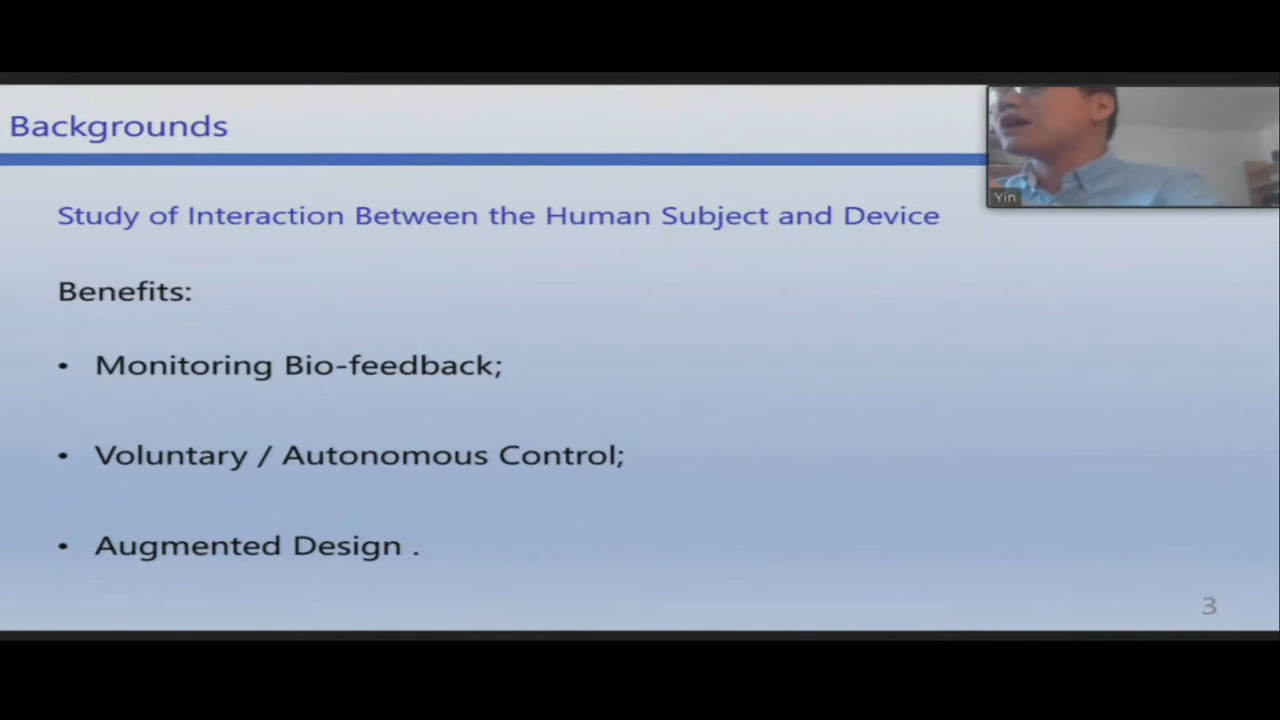 Backgrounds
Yin
Study of Interaction Between the Human Subject and Device
Benefits:
• Monitoring Bio-feedback;
• Voluntary / Autonomous Control;
• Augmented Design .
3